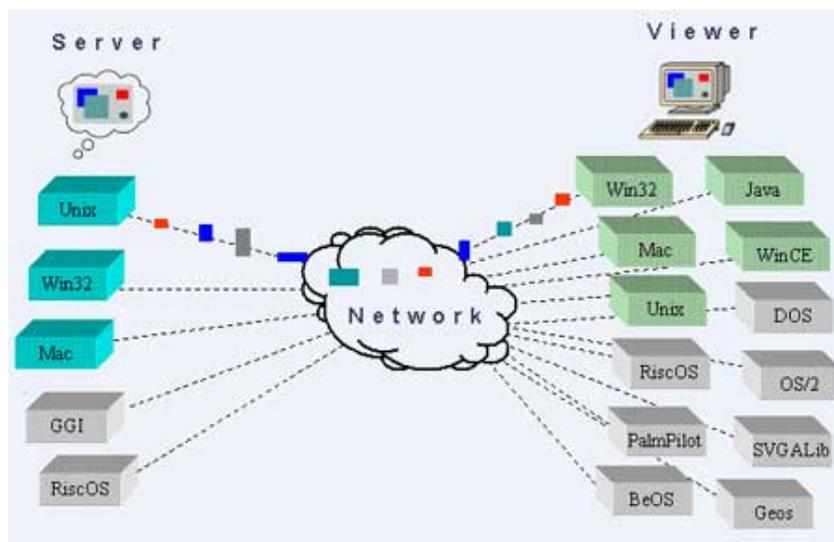 Server
Viewer
Unix
Win32
Mac
GGI
RiscOS
Network
Win32
Java
Mac
WinCE
Unix
DOS
RiscOS
OS/2
PalmPilot
SVGALib
BeOS
Geos